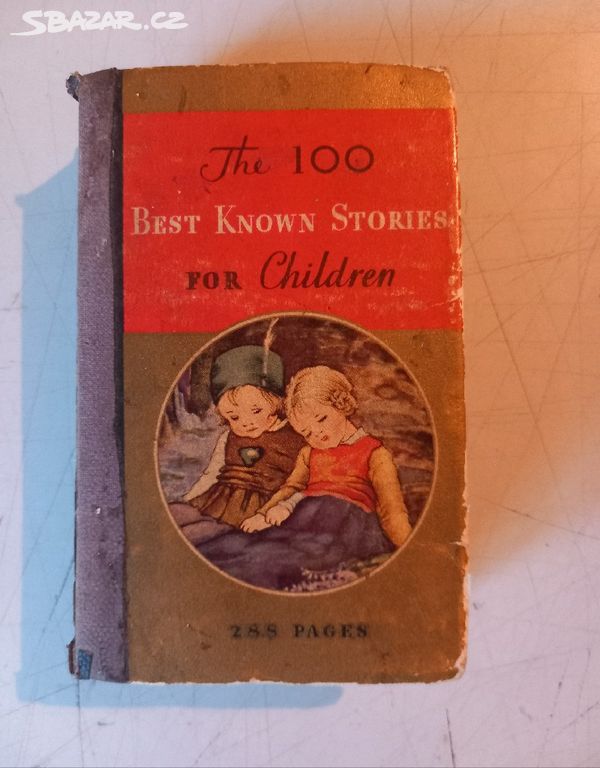 SBAZAR.CZ
The 100
BEST KNOWN STORIES
FOR Children
288 PAGES